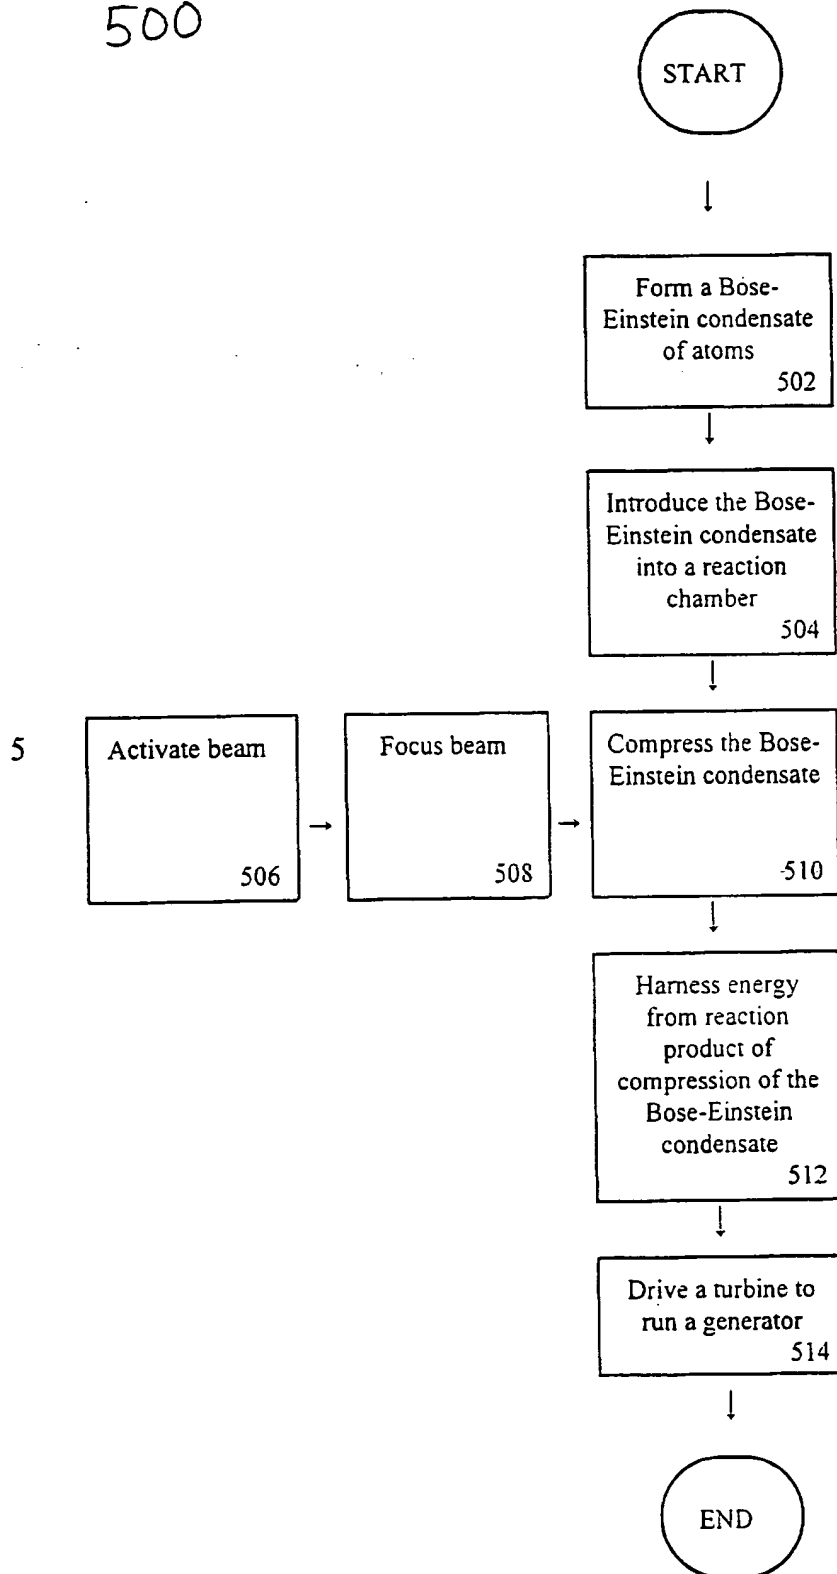 500
START
Form a Bose-
Einstein condensate
of atoms
502
Introduce the Bose-
Einstein condensate
into a reaction
chamber
504
5
Activate beam
506
Focus beam
508
Compress the Bose-
Einstein condensate
510
Harness energy
from reaction
product of
compression of the
Bose-Einstein
condensate
512
Drive a turbine to
run a generator
514
END